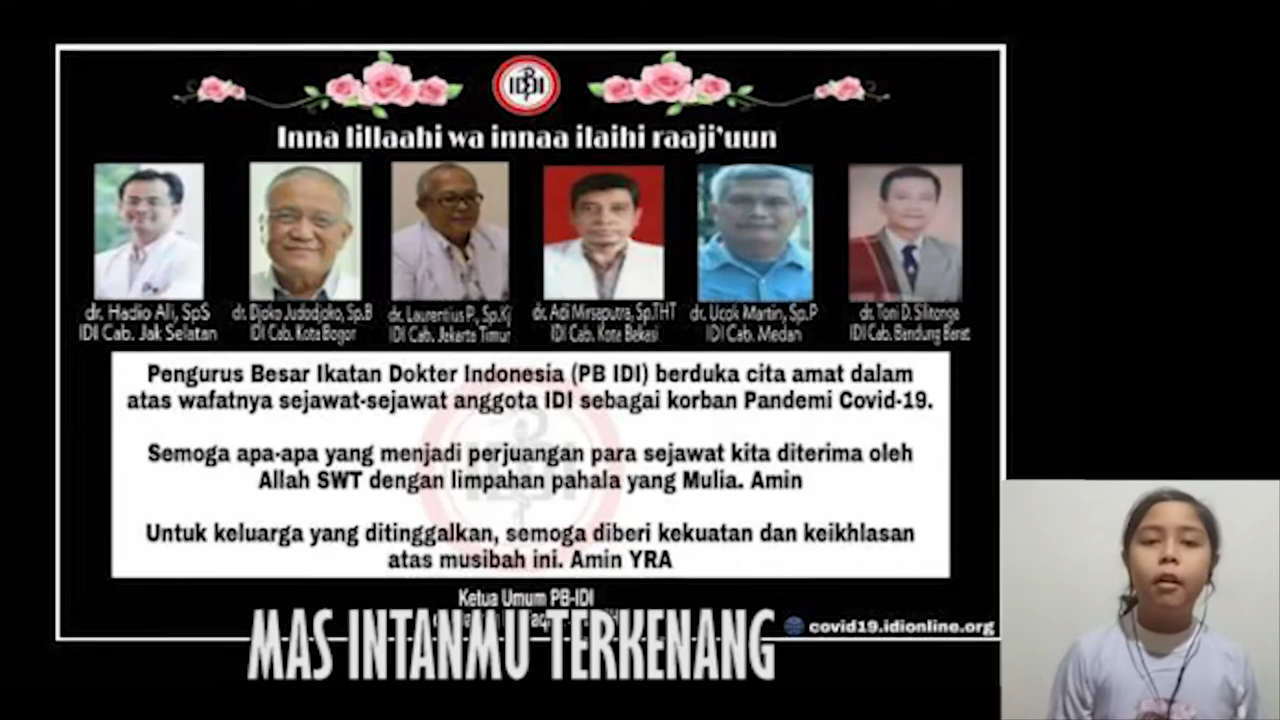 IDI
Inna lillaahi wa innaa ilaihi raaji'uun
dr. Hadio Ali, SpS
IDI Cab. Jak Selatan
dr. Djoko Judodjoko, Sp.B
IDI Cab. Kota Bogor
dr. Laurentius P., Sp.Kj
IDI Cab. Jakarta Timur
dr. Adi Mirsaputra, Sp.THT
IDI Cab. Kota Bekasi
dr. Ucok Martin, Sp.P
IDI Cab. Medan
dr. Toni D. Silitonga
IDI Cab. Bandung Barat
Pengurus Besar Ikatan Dokter Indonesia (PB IDI) berduka cita amat dalam
atas wafatnya sejawat-sejawat anggota IDI sebagai korban Pandemi Covid-19.
Semoga apa-apa yang menjadi perjuangan para sejawat kita diterima oleh
Allah SWT dengan limpahan pahala yang Mulia. Amin
Untuk keluarga yang ditinggalkan, semoga diberi kekuatan dan keikhlasan
atas musibah ini. Amin YRA
Ketua Umum PB-IDI
MAS INTANMU TERKENANG
covid19.idionline.org